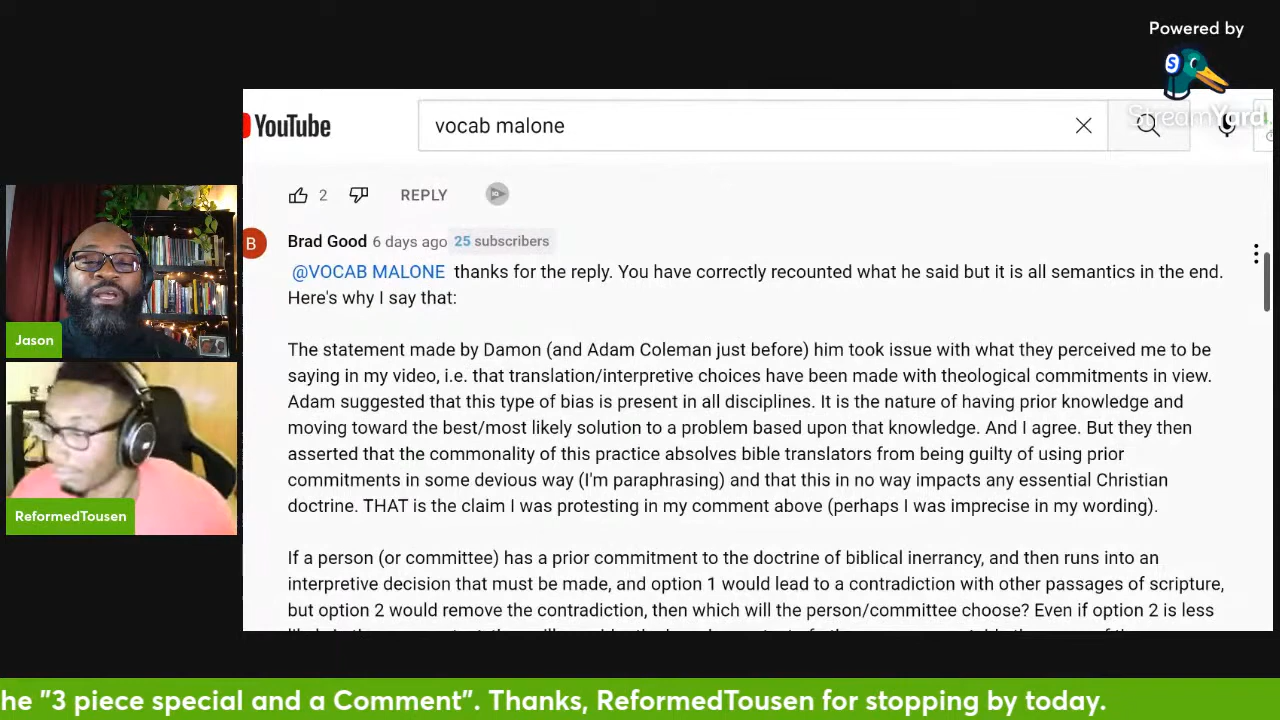 Powered by
StreamYard
YouTube
vocab malone
2
REPLY
B
Brad Good 6 days ago 25 subscribers
@VOCAB MALONE thanks for the reply. You have correctly recounted what he said but it is all semantics in the end.
Here's why I say that:
The statement made by Damon (and Adam Coleman just before) him took issue with what they perceived me to be
saying in my video, i.e. that translation/interpretive choices have been made with theological commitments in view.
Adam suggested that this type of bias is present in all disciplines. It is the nature of having prior knowledge and
moving toward the best/most likely solution to a problem based upon that knowledge. And I agree. But they then
asserted that the commonality of this practice absolves bible translators from being guilty of using prior
commitments in some devious way (I'm paraphrasing) and that this in no way impacts any essential Christian
doctrine. THAT is the claim I was protesting in my comment above (perhaps I was imprecise in my wording).
If a person (or committee) has a prior commitment to the doctrine of biblical inerrancy, and then runs into an
interpretive decision that must be made, and option 1 would lead to a contradiction with other passages of scripture,
but option 2 would remove the contradiction, then which will the person/committee choose? Even if option 2 is less
Jason
ReformedTousen
he "3 piece special and a Comment". Thanks, ReformedTousen for stopping by today.